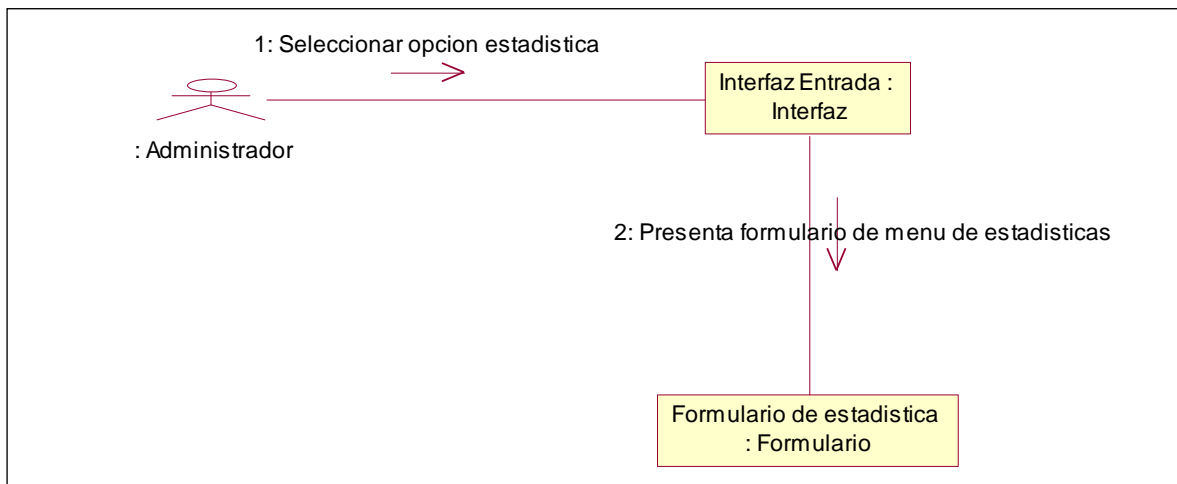 1: Seleccionar opcion estadistica
Interfaz Entrada :
Interfaz
: Administrador
2: Presenta formulario de menu de estadisticas
Formulario de estadistica
: Formulario